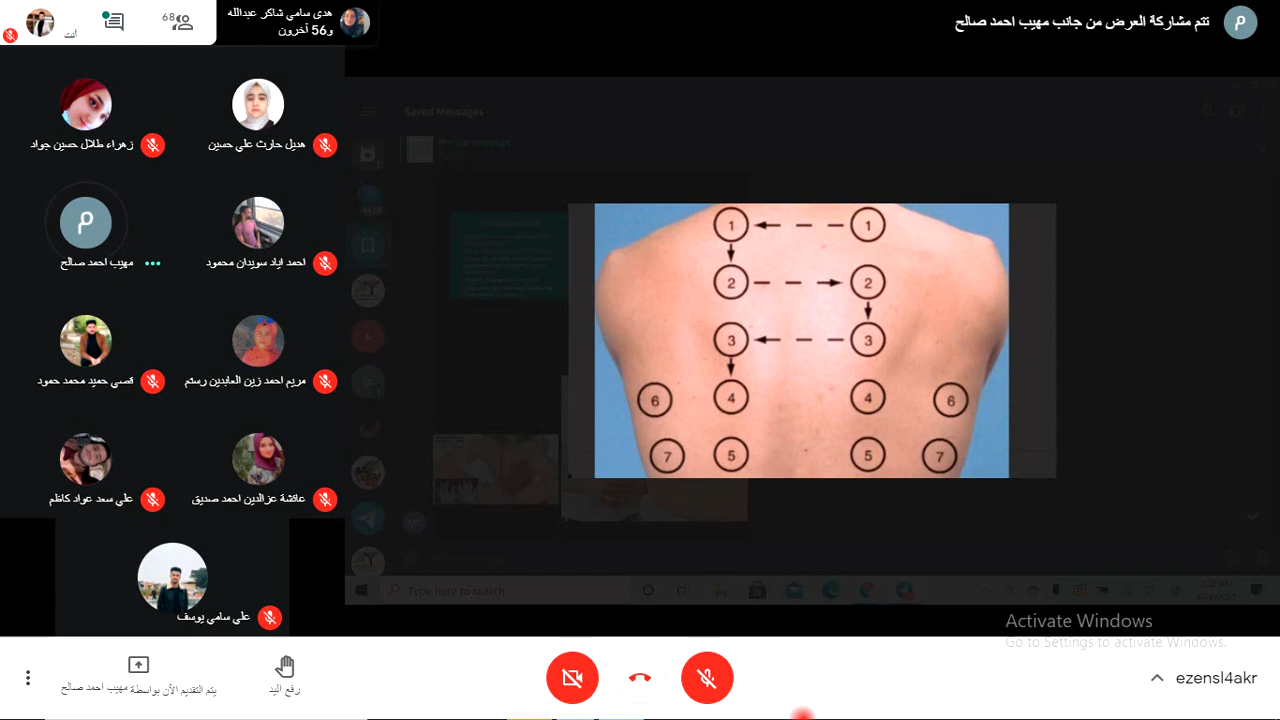 هدى سامي شاكر عبدالله
و56 آخرون
68
أنت
تتم مشاركة العرض من جانب مهيب احمد صالح
م
زهراء طلال حسين جواد
هديل حارث علي حسين
م
مهيب احمد صالح
احمد اياد سويدان محمود
قصي حميد محمد حمود
مريم احمد زين العابدين رستم
علي سعد عواد كاظم
عائشة عزالدين احمد صديق
علي سامي يوسف
Saved Messages
1 1
2 2
3 3
6 4 4 6
7 5 5 7
Type here to search
Activate Windows
Go to Settings to activate Windows.
يتم التقديم الآن بواسطة مهيب احمد صالح
رفع اليد
ezensl4akr